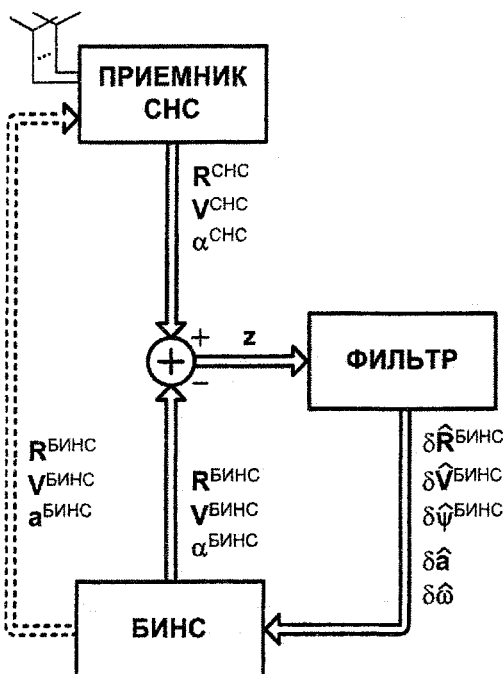 ПРИЕМНИК
СНС
R^СНС
V^СНС
α^СНС
+
+
−
z
ФИЛЬТР
R^БИНС
V^БИНС
a^БИНС
R^БИНС
V^БИНС
α^БИНС
δR̂^БИНС
δV̂^БИНС
δψ̂^БИНС
δâ
δω̂
БИНС